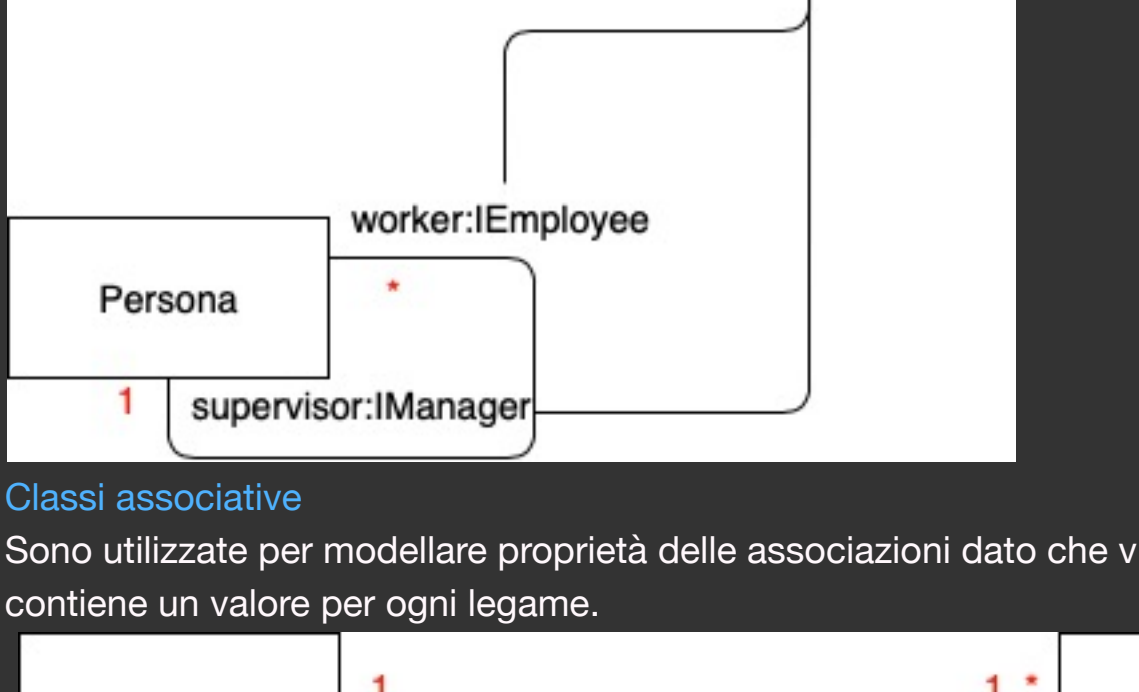 worker:IEmployee
*
Persona
1
supervisor:IManager
Classi associative
Sono utilizzate per modellare proprietà delle associazioni dato che
contiene un valore per ogni legame.
1
1 *